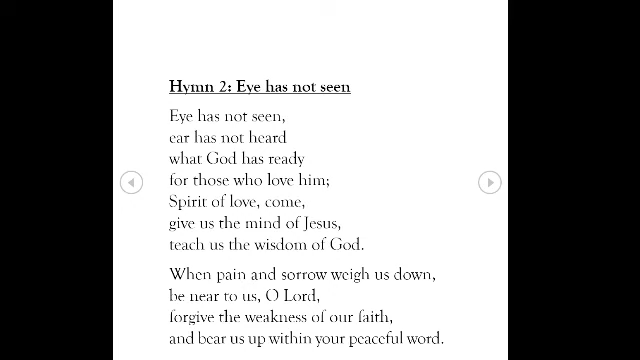 Hymn 2: Eye has not seen
Eye has not seen,
ear has not heard
what God has ready
for those who love him;
Spirit of love, come,
give us the mind of Jesus,
teach us the wisdom of God.
When pain and sorrow weigh us down,
be near to us, O Lord,
forgive the weakness of our faith,
and bear us up within your peaceful word.